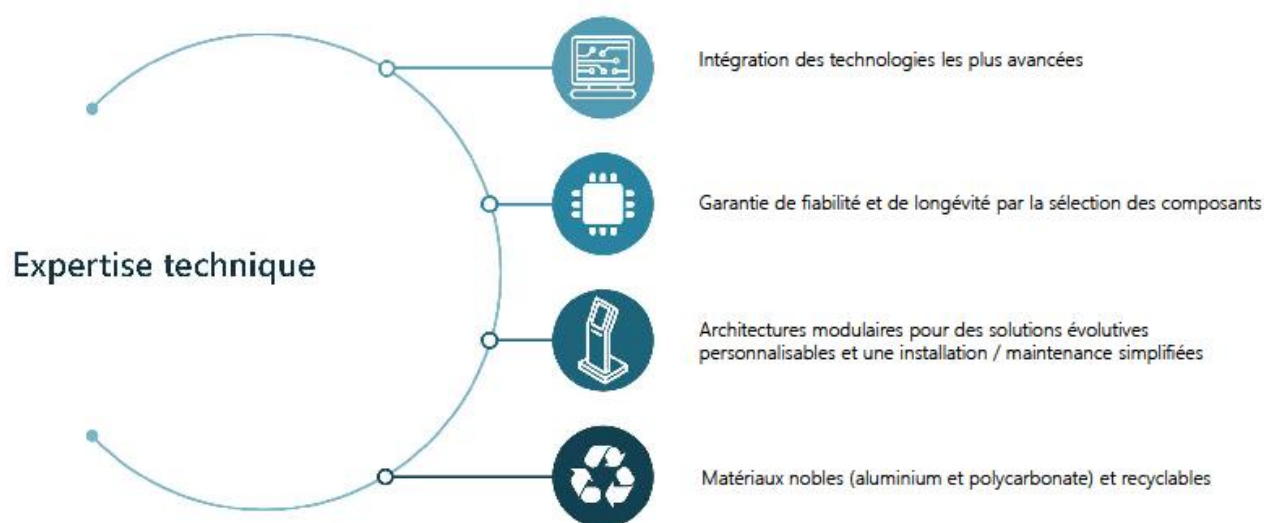 Expertise technique
Intégration des technologies les plus avancées
Garantie de fiabilité et de longévité par la sélection des composants
Architectures modulaires pour des solutions évolutives
personnalisables et une installation / maintenance simplifiées
Matériaux nobles (aluminium et polycarbonate) et recyclables